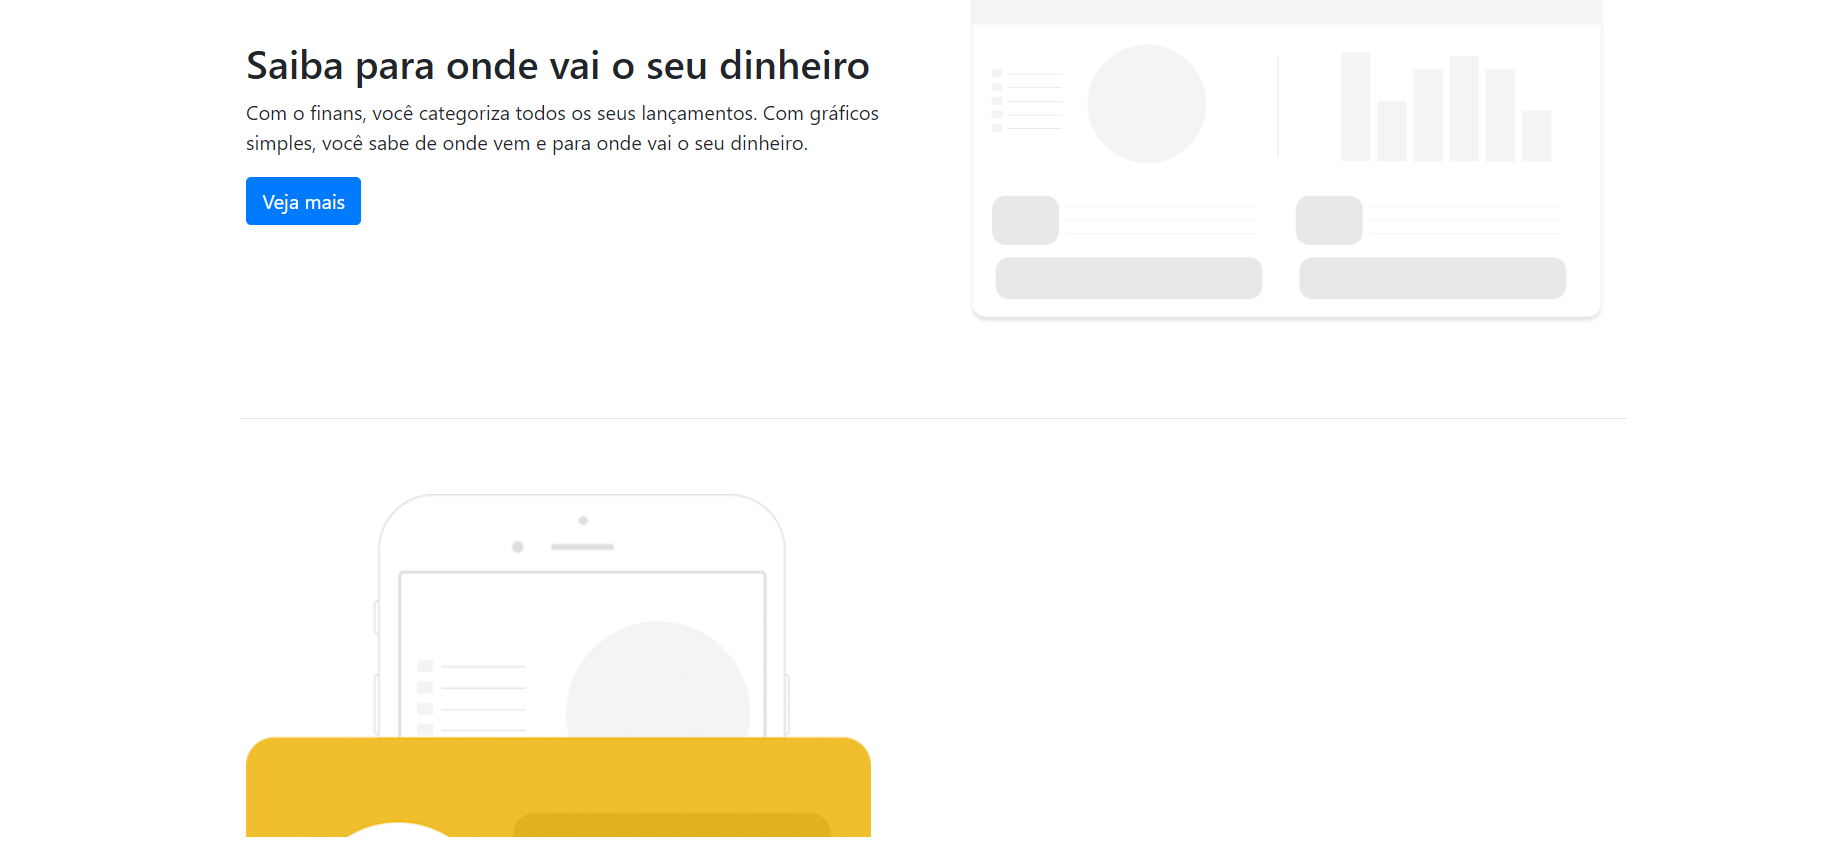 Saiba para onde vai o seu dinheiro
Com o finans, você categoriza todos os seus lançamentos. Com gráficos
simples, você sabe de onde vem e para onde vai o seu dinheiro.
Veja mais